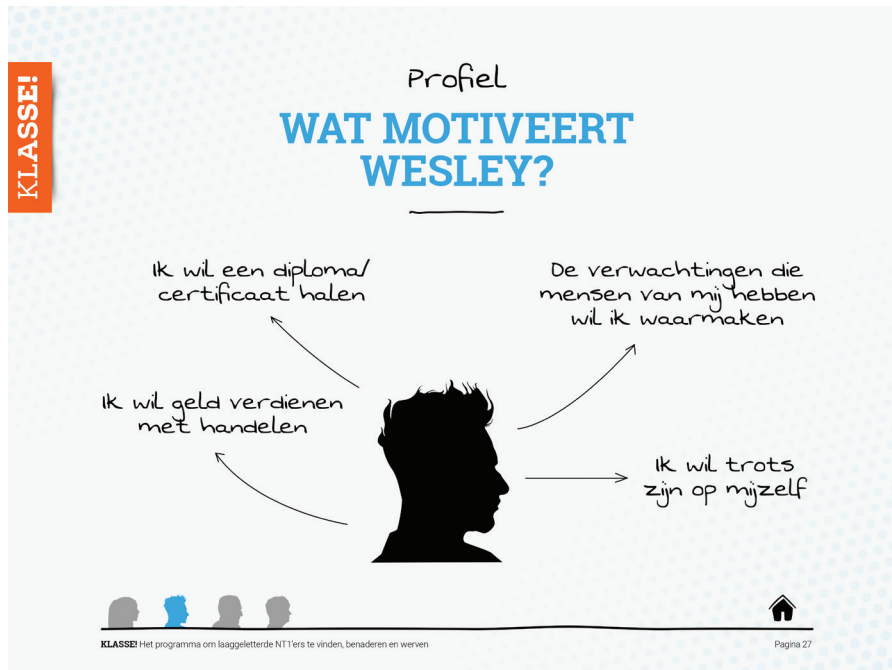 KLASSE!
Profiel
WAT MOTIVEERT
WESLEY?
Ik wil een diploma/
certificaat halen
De verwachtingen die
mensen van mij hebben
wil ik waarmaken
Ik wil geld verdienen
met handelen
Ik wil trots
zijn op mijzelf
KLASSE! Het programma om laaggeletterde NT1'ers te vinden, benaderen en werven
Pagina 27